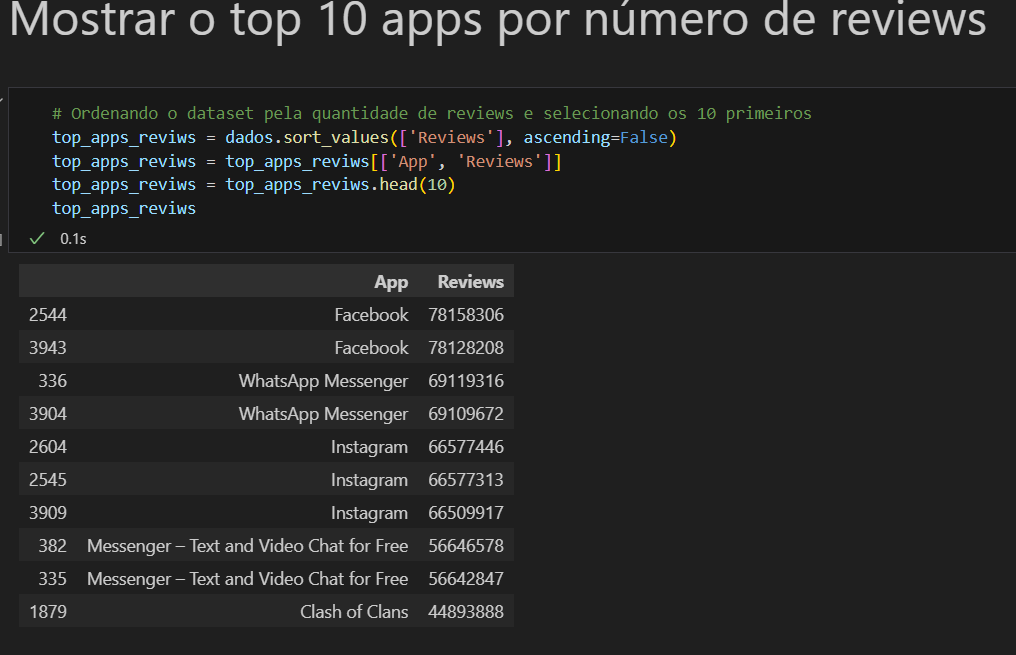 Mostrar o top 10 apps por número de reviews
# Ordenando o dataset pela quantidade de reviews e selecionando os 10 primeiros
top_apps_reviws = dados.sort_values(['Reviews'], ascending=False)
top_apps_reviws = top_apps_reviws[['App', 'Reviews']]
top_apps_reviws = top_apps_reviws.head(10)
top_apps_reviws
0.1s
App Reviews
2544 Facebook 78158306
3943 Facebook 78128208
336 WhatsApp Messenger 69119316
3904 WhatsApp Messenger 69109672
2604 Instagram 66577446
2545 Instagram 66577313
3909 Instagram 66509917
382 Messenger – Text and Video Chat for Free 56646578
335 Messenger – Text and Video Chat for Free 56642847
1879 Clash of Clans 44893888